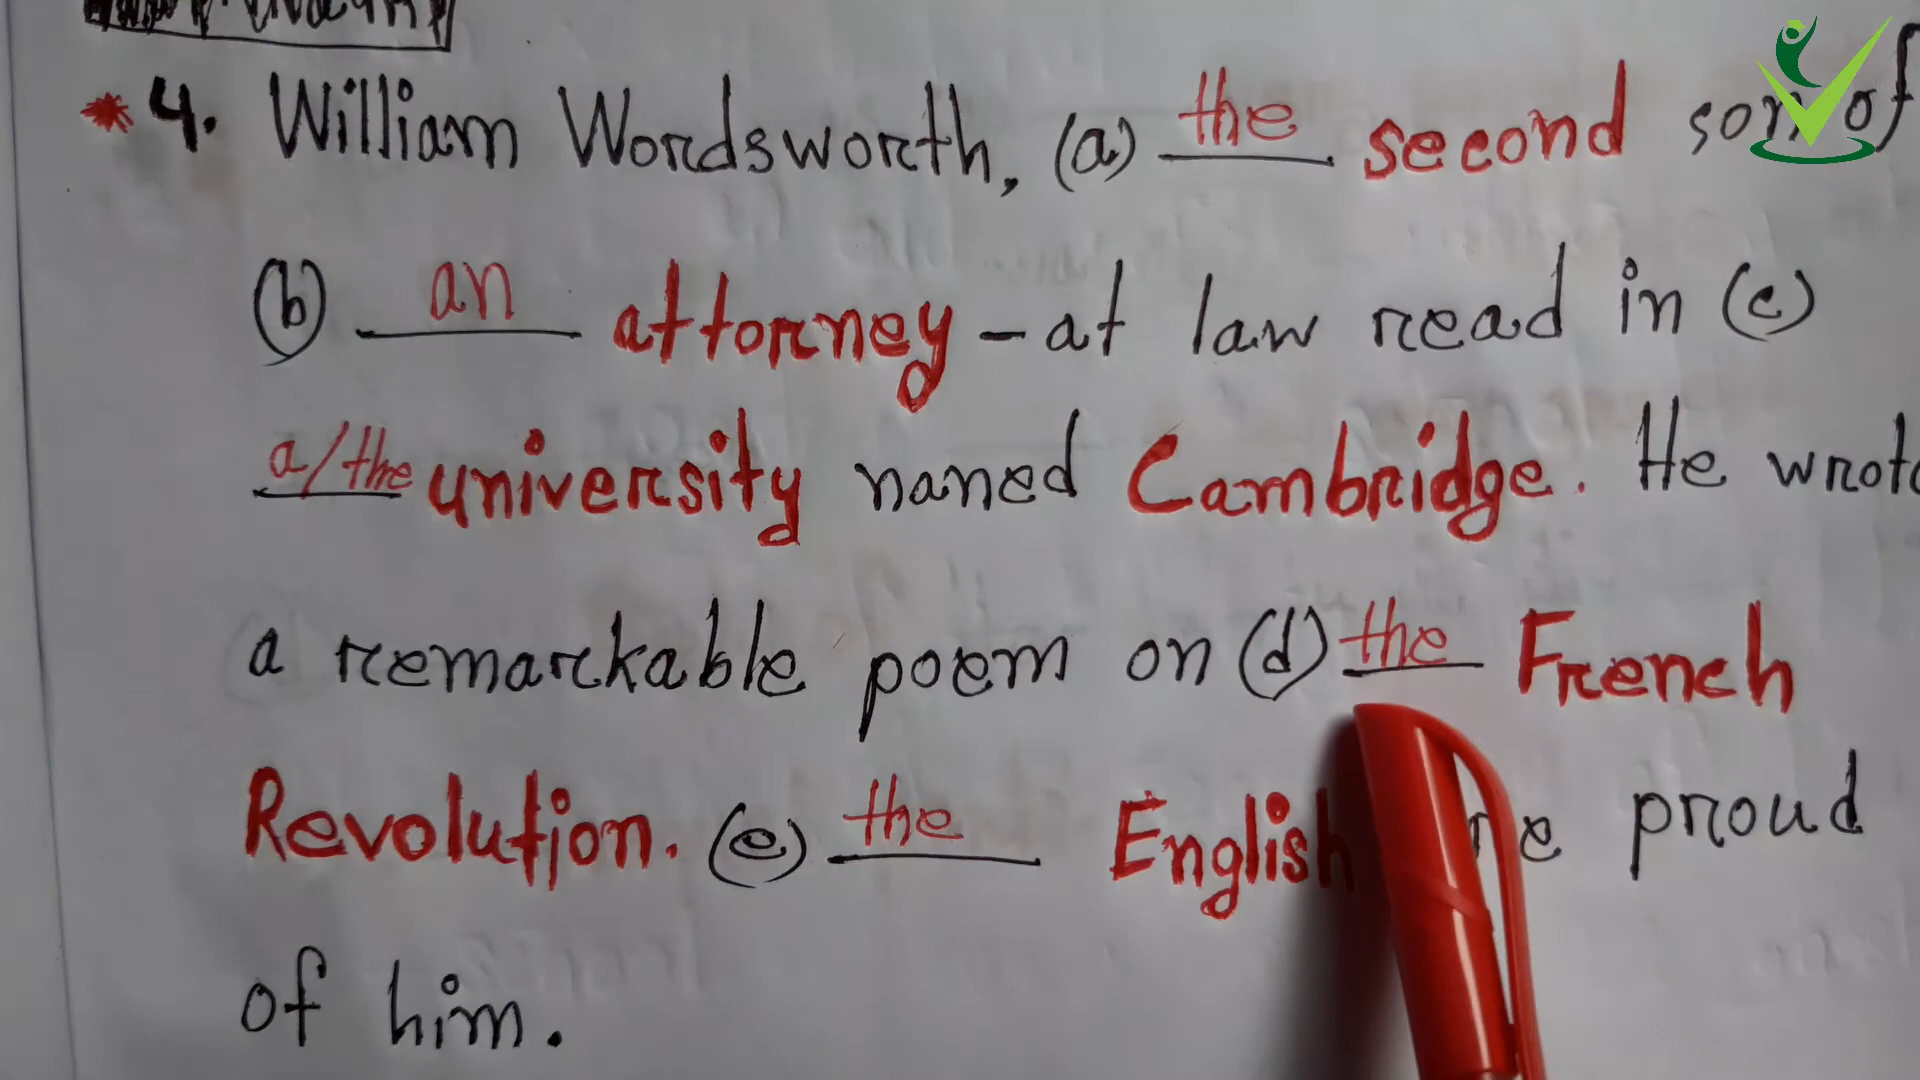 *4. William Wordsworth, (a) the second son of
(b) an attorney-at law read in (c)
a/the university named Cambridge. He wrote
a remarkable poem on (d) the French
Revolution. (e) the English proud
of him.